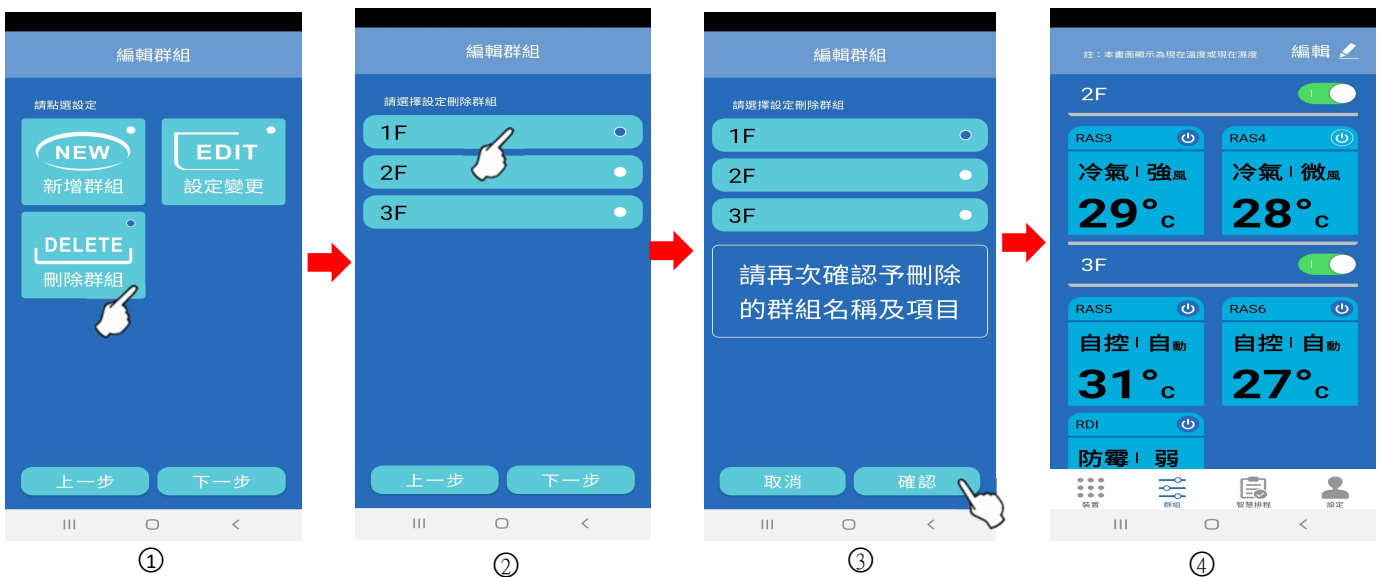 編輯群組
請點選設定
NEW
新增群組
EDIT
設定變更
DELETE
刪除群組
上一步
下一步
①
編輯群組
請選擇設定刪除群組
1F
2F
3F
上一步
下一步
②
編輯群組
請選擇設定刪除群組
1F
2F
3F
請再次確認予刪除
的群組名稱及項目
取消
確認
③
註：本畫面顯示為現在溫度或現在濕度
編輯
2F
RAS3
冷氣 | 強風
29°C
RAS4
冷氣 | 微風
28°C
3F
RAS5
自控 | 自動
31°C
RAS6
自控 | 自動
27°C
RDI
防霉 | 弱
裝置
群組
智慧排程
設定
④